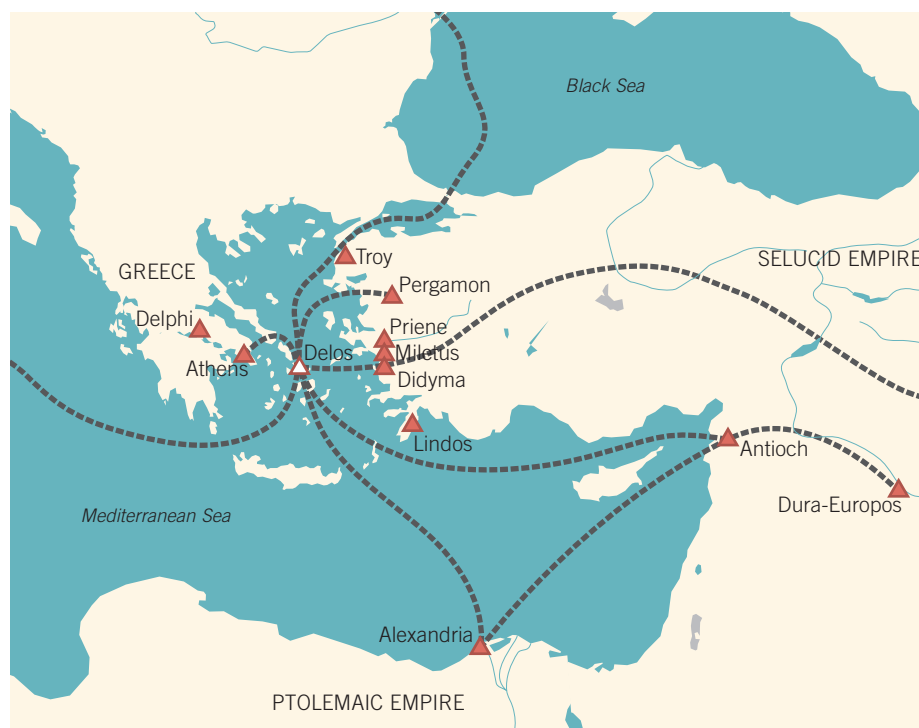 Black Sea
Troy
GREECE
SELUCID EMPIRE
Pergamon
Delphi
Priene
Athens
Delos
Miletus
Didyma
Lindos
Antioch
Dura-Europos
Mediterranean Sea
Alexandria
PTOLEMAIC EMPIRE